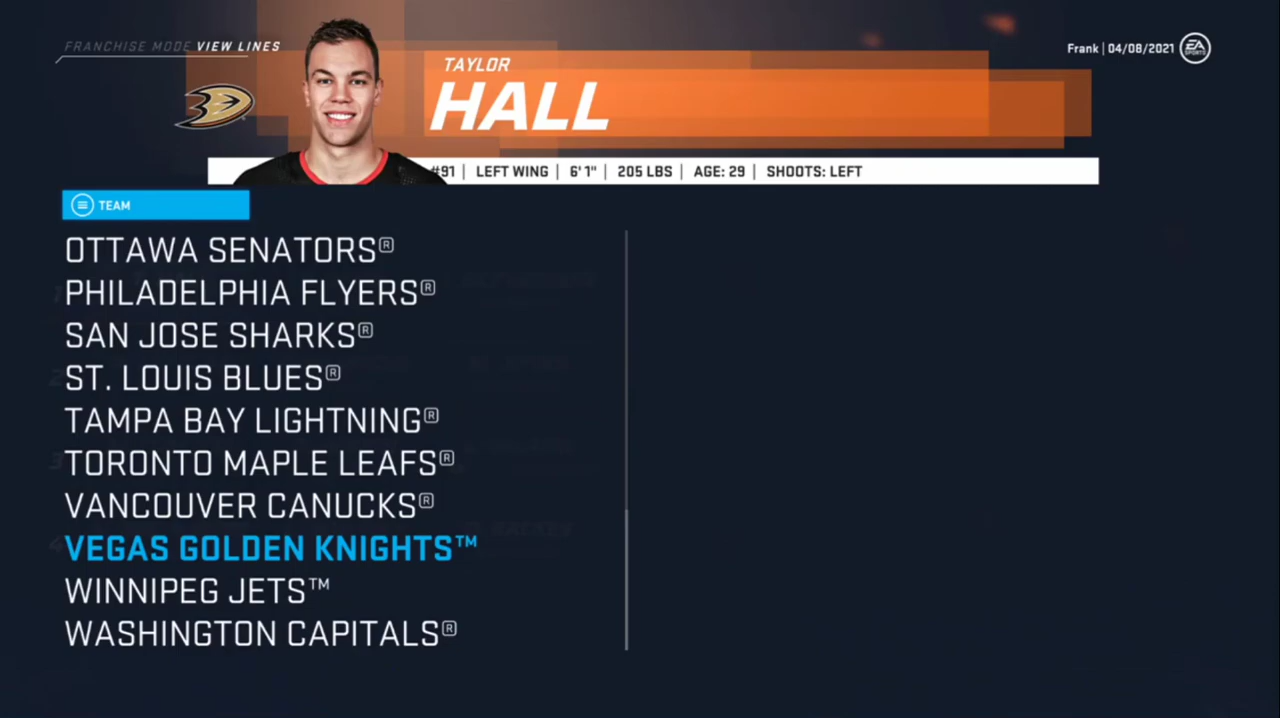 FRANCHISE MODE VIEW LINES
Frank | 04/08/2021 EA SPORTS
TAYLOR
HALL
#91 | LEFT WING | 6' 1" | 205 LBS | AGE: 29 | SHOOTS: LEFT
TEAM
OTTAWA SENATORS®
PHILADELPHIA FLYERS®
SAN JOSE SHARKS®
ST. LOUIS BLUES®
TAMPA BAY LIGHTNING®
TORONTO MAPLE LEAFS®
VANCOUVER CANUCKS®
VEGAS GOLDEN KNIGHTS™
WINNIPEG JETS™
WASHINGTON CAPITALS®